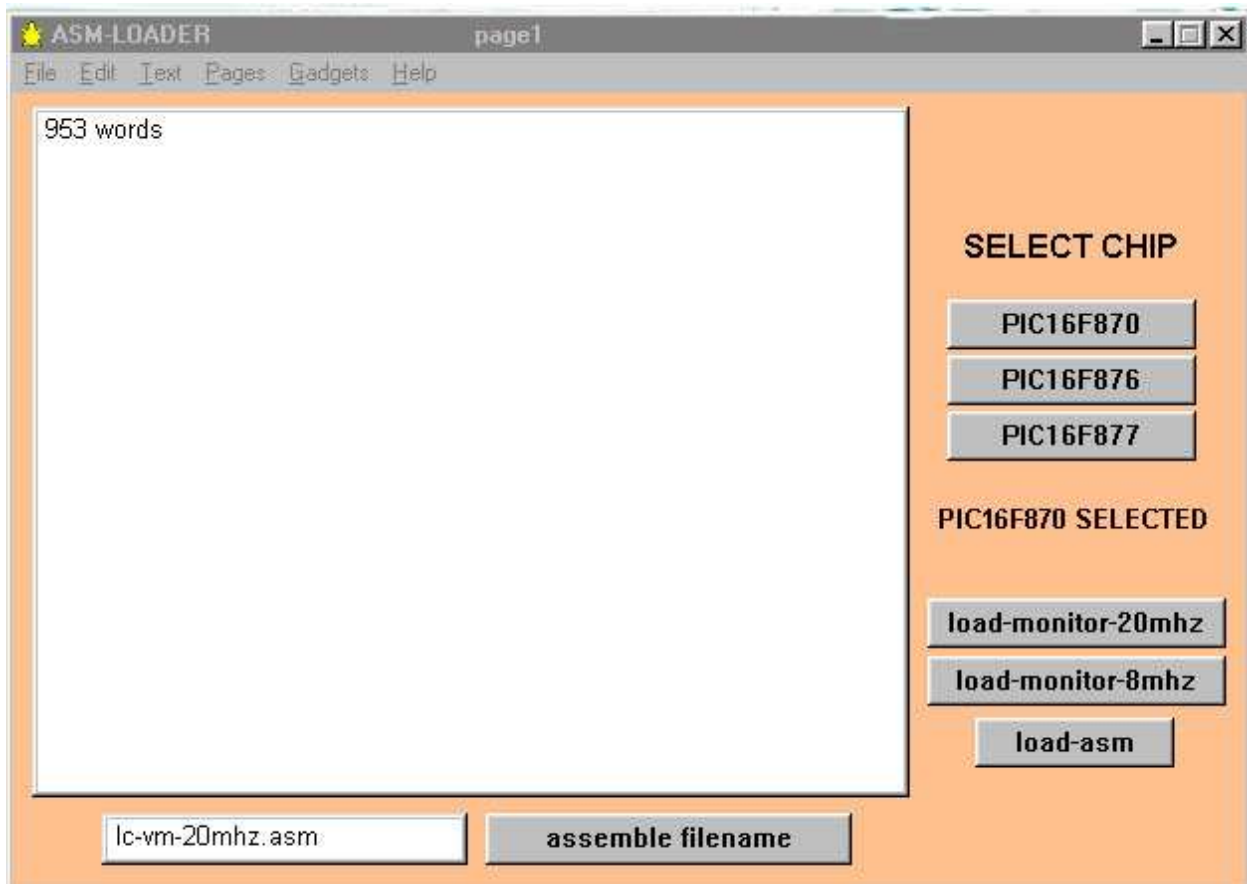 ASM-LOADER page1
File Edit Text Pages Gadgets Help
953 words
SELECT CHIP
PIC16F870
PIC16F876
PIC16F877
PIC16F870 SELECTED
load-monitor-20mhz
load-monitor-8mhz
load-asm
lc-vm-20mhz.asm assemble filename